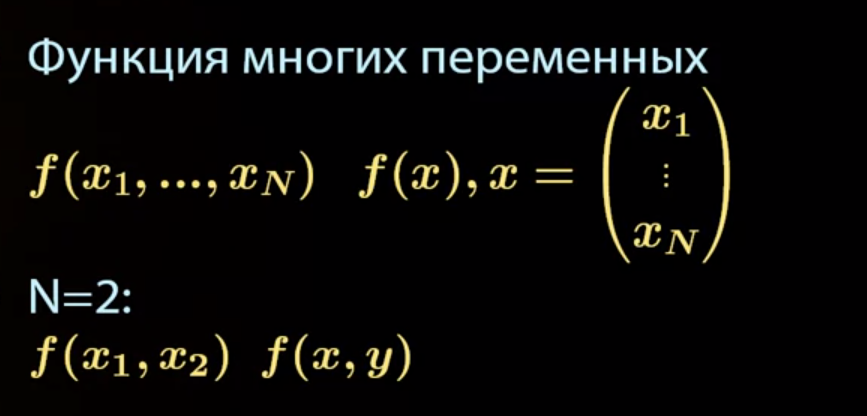 Функция многих переменных
f(x₁, ..., x_N) f(x), x = (x₁ ⋮ x_N)
N=2:
f(x₁, x₂) f(x, y)